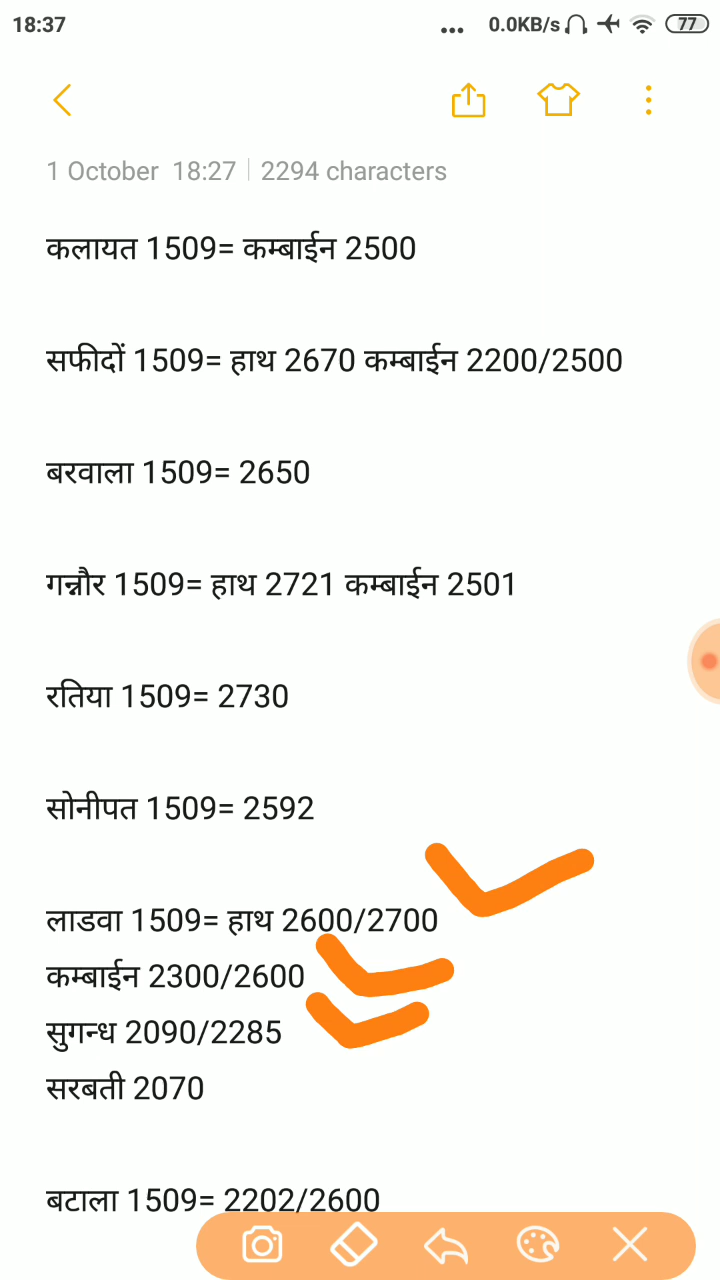 18:37 ... 0.0KB/s 77
1 October 18:27 | 2294 characters
कलायत 1509= कम्बाईन 2500
सफीदों 1509= हाथ 2670 कम्बाईन 2200/2500
बरवाला 1509= 2650
गन्नौर 1509= हाथ 2721 कम्बाईन 2501
रतिया 1509= 2730
सोनीपत 1509= 2592
लाडवा 1509= हाथ 2600/2700
कम्बाईन 2300/2600
सुगन्ध 2090/2285
सरबती 2070
बटाला 1509= 2202/2600